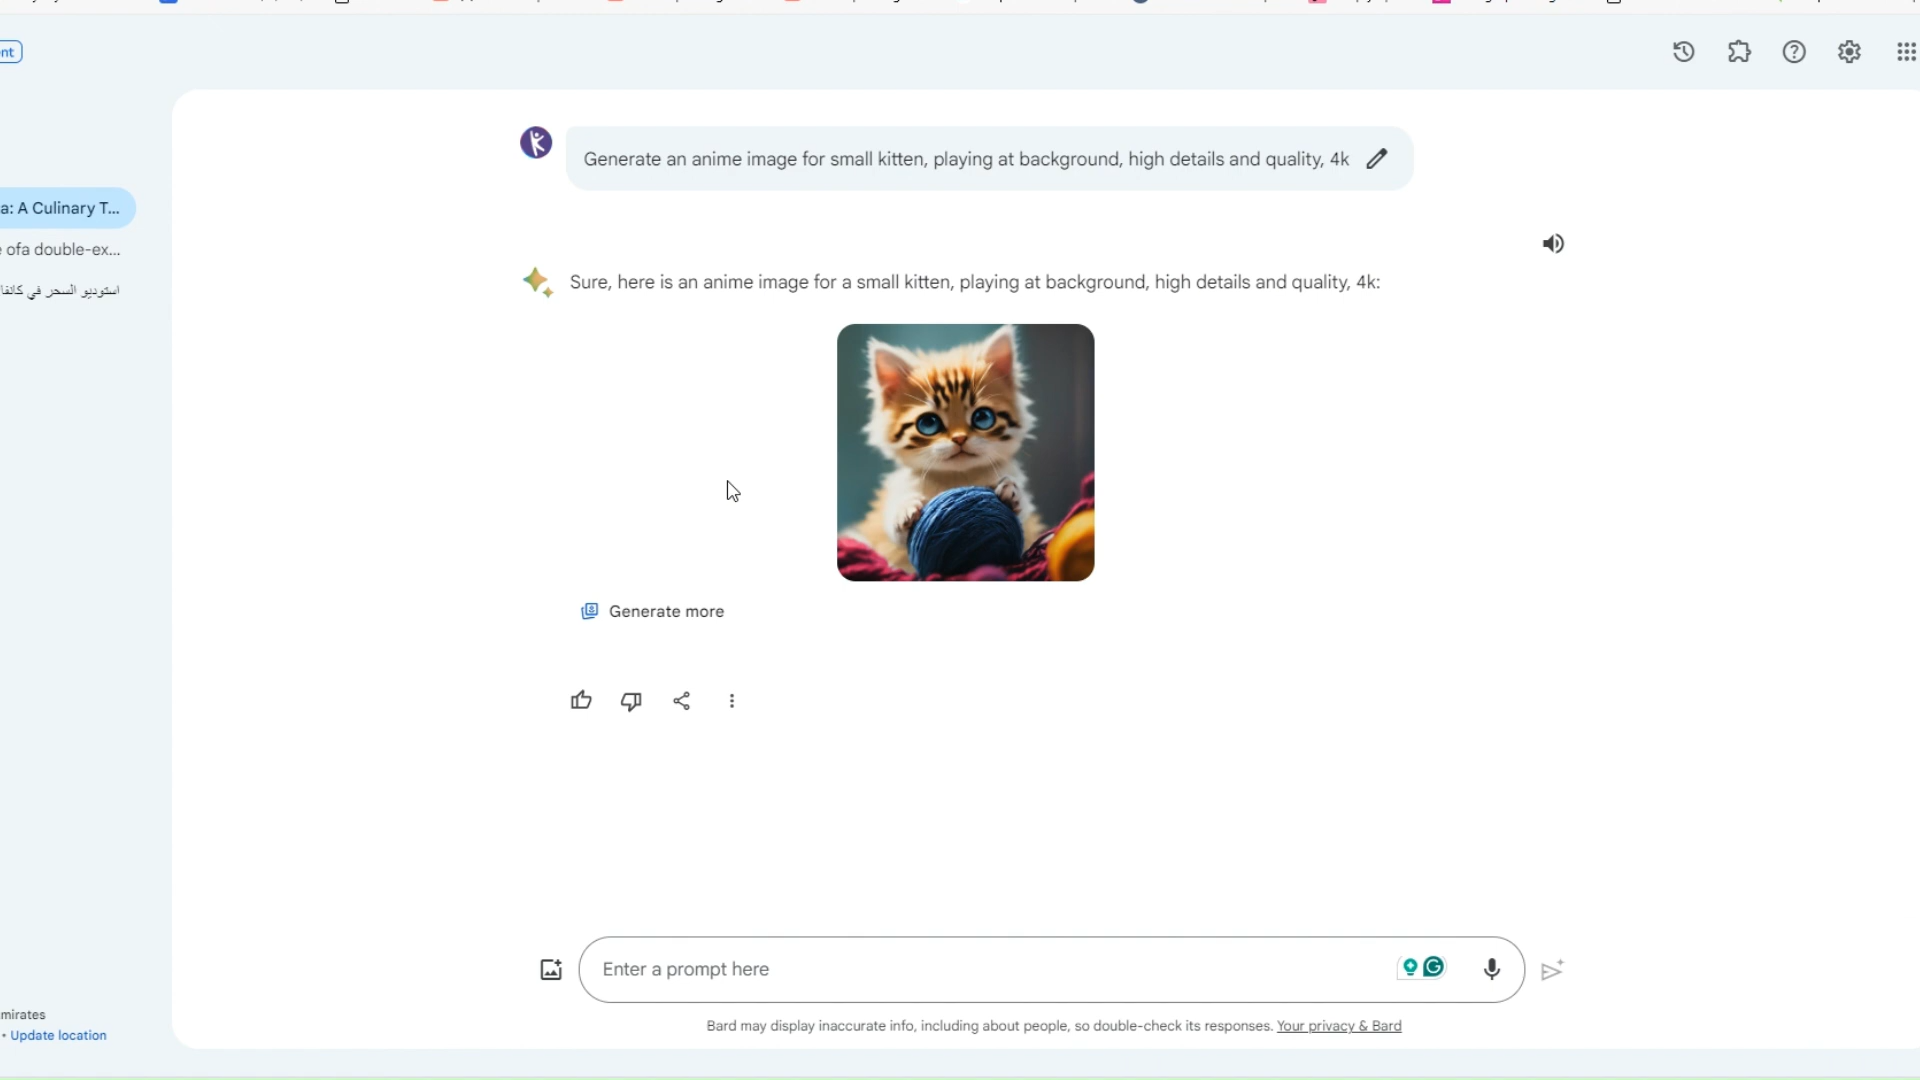 nt
Generate an anime image for small kitten, playing at background, high details and quality, 4k
a: A Culinary T...
e ofa double-ex...
استوديو السحر في كانفا
Sure, here is an anime image for a small kitten, playing at background, high details and quality, 4k:
Generate more
Enter a prompt here
mirates
• Update location
Bard may display inaccurate info, including about people, so double-check its responses. Your privacy & Bard